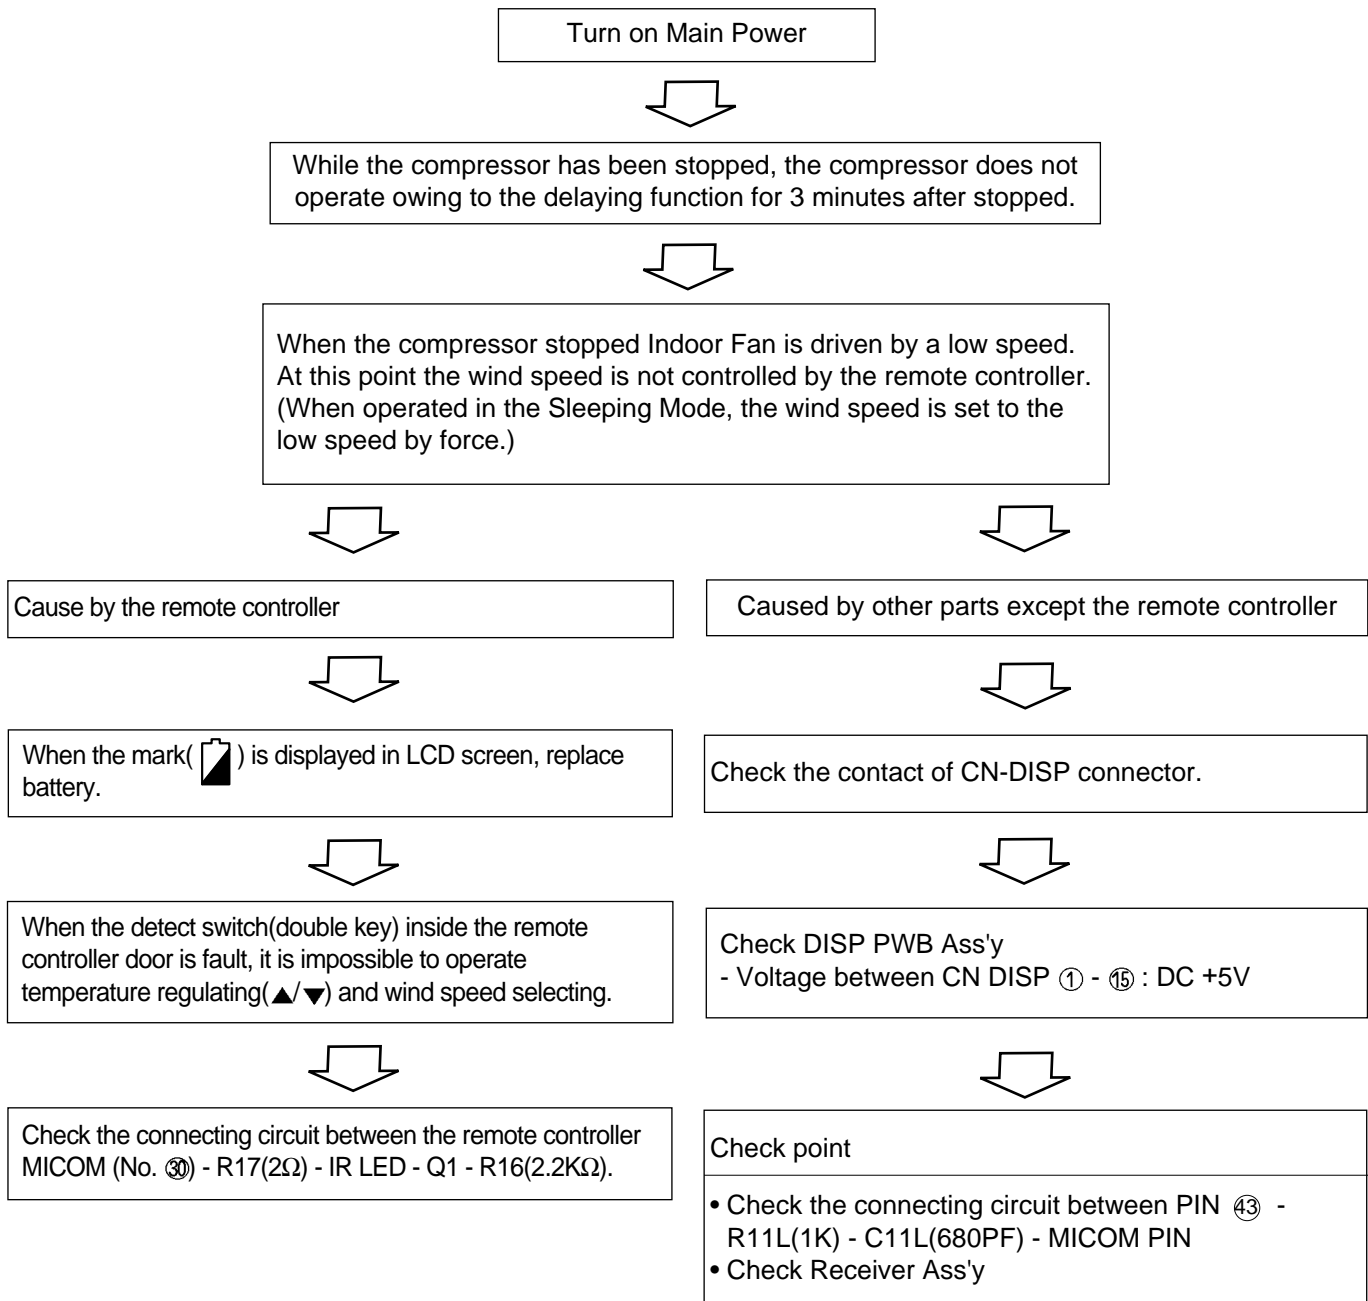 Turn on Main Power
While the compressor has been stopped, the compressor does not
operate owing to the delaying function for 3 minutes after stopped.
When the compressor stopped Indoor Fan is driven by a low speed.
At this point the wind speed is not controlled by the remote controller.
(When operated in the Sleeping Mode, the wind speed is set to the
low speed by force.)
Cause by the remote controller
When the mark( ) is displayed in LCD screen, replace
battery.
When the detect switch(double key) inside the remote
controller door is fault, it is impossible to operate
temperature regulating(▲/▼) and wind speed selecting.
Check the connecting circuit between the remote controller
MICOM (No. ㉚) - R17(2Ω) - IR LED - Q1 - R16(2.2KΩ).
Caused by other parts except the remote controller
Check the contact of CN-DISP connector.
Check DISP PWB Ass'y
- Voltage between CN DISP ① - ⑮ : DC +5V
Check point
• Check the connecting circuit between PIN ㊸ -
R11L(1K) - C11L(680PF) - MICOM PIN
• Check Receiver Ass'y